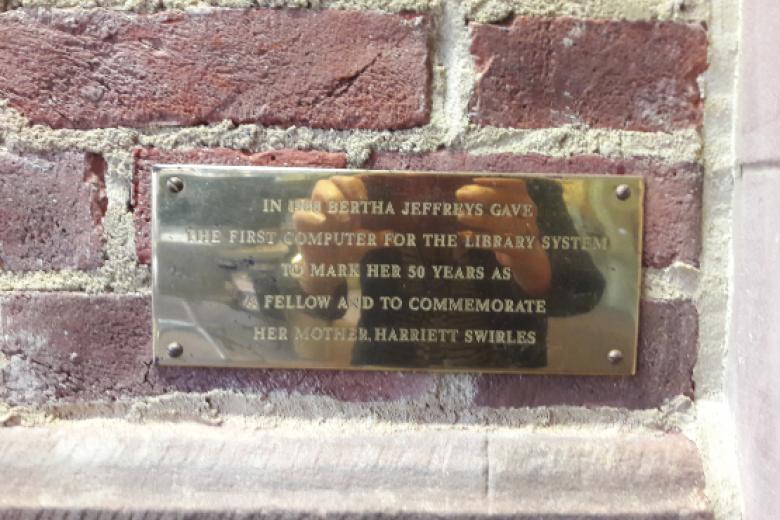 IN 1988 BERTHA JEFFREYS GAVE
THE FIRST COMPUTER FOR THE LIBRARY SYSTEM
TO MARK HER 50 YEARS AS
A FELLOW AND TO COMMEMORATE
HER MOTHER, HARRIETT SWIRLES